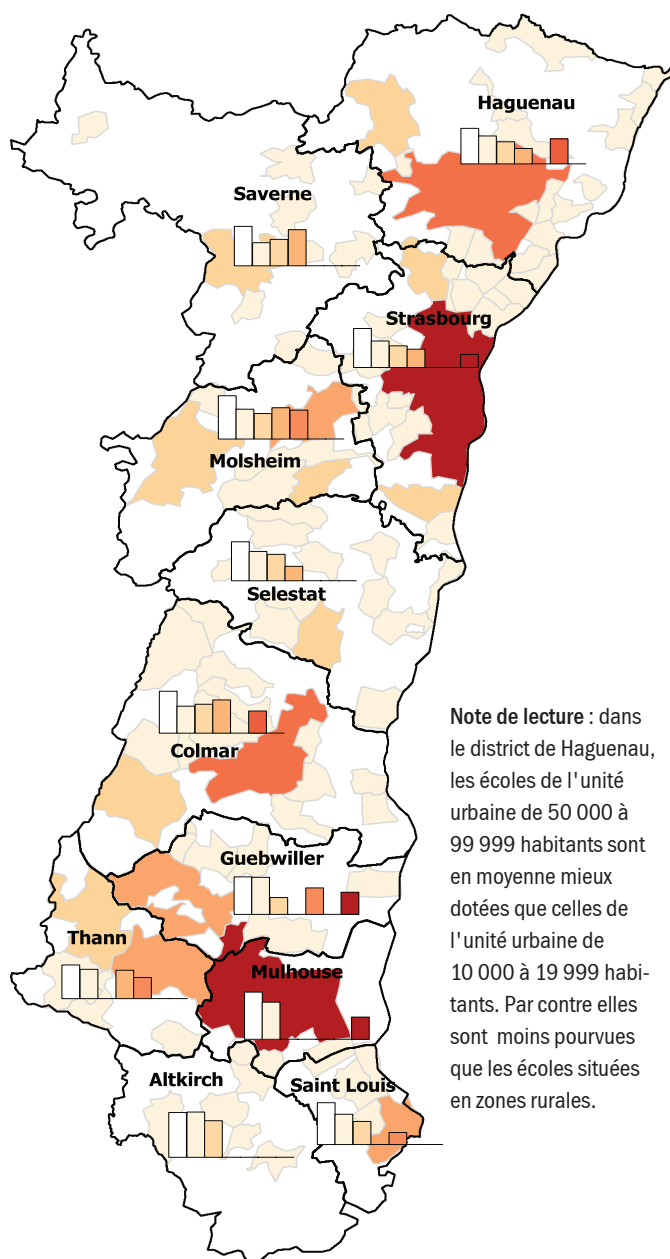 Haguenau
Saverne
Strasbourg
Molsheim
Selestat
Note de lecture : dans
le district de Haguenau,
les écoles de l'unité
urbaine de 50 000 à
99 999 habitants sont
en moyenne mieux
dotées que celles de
l'unité urbaine de
10 000 à 19 999 habi-
tants. Par contre elles
sont moins pourvues
que les écoles situées
en zones rurales.
Colmar
Guebwiller
Thann
Mulhouse
Altkirch
Saint Louis